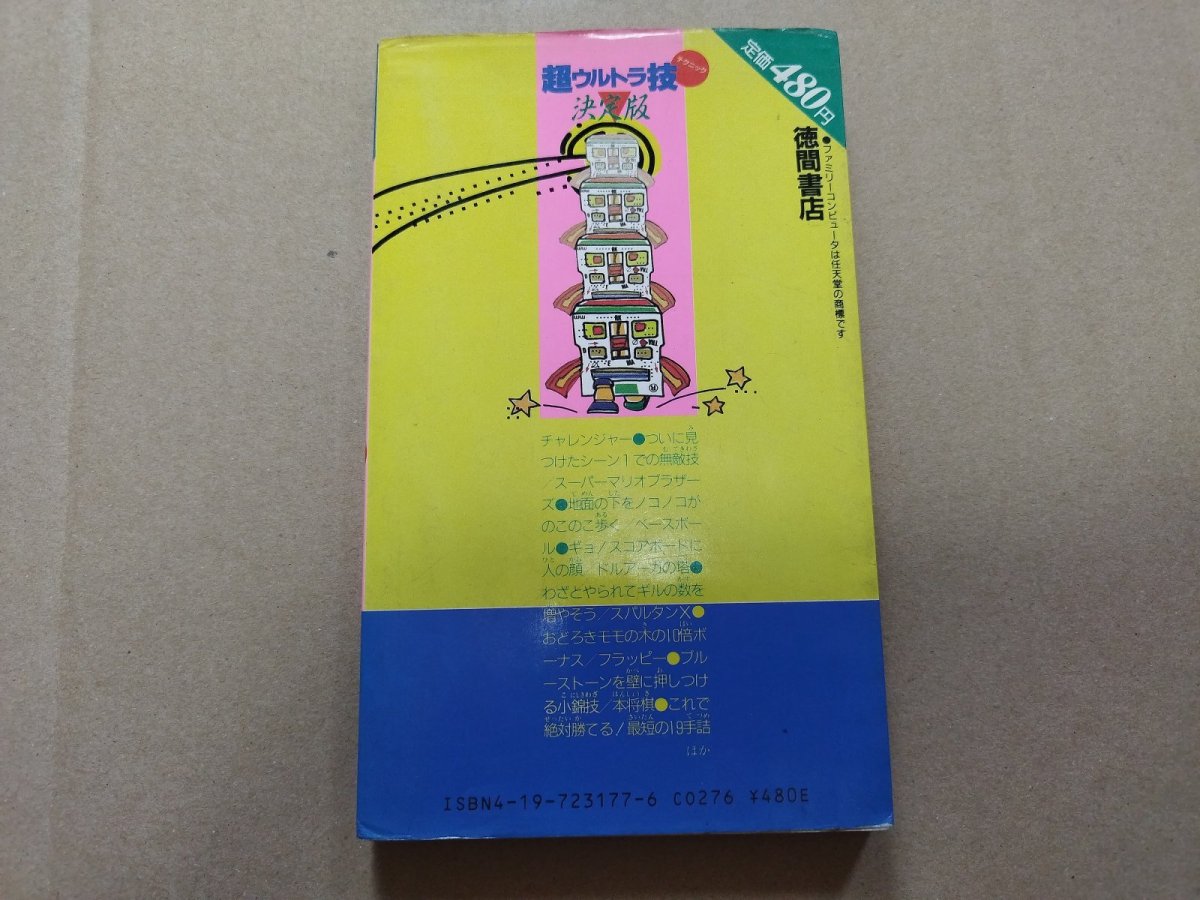 超ウルトラ技
テクニック
決定版
定価480円
徳間書店
●ファミリーコンピュータは任天堂の商標です
チャレンジャー●ついに見
つけたシーン1での無敵技
/スーパーマリオブラザー
ズ●地面の下をノコノコが
のこのこ歩く/ベースボー
ル●ギョ/スコアボードに
人の顔/ドルアーガの塔●
わざとやられてギルの数を
増やそう/スパルタンX●
おどろきモモの木の10倍ボ
ーナス/フラッピー●ブル
ーストーンを壁に押しつけ
る小錦技/本将棋●これで
絶対勝てる!最短の19手詰
ほか
ISBN4-19-723177-6 C0276 ¥480E